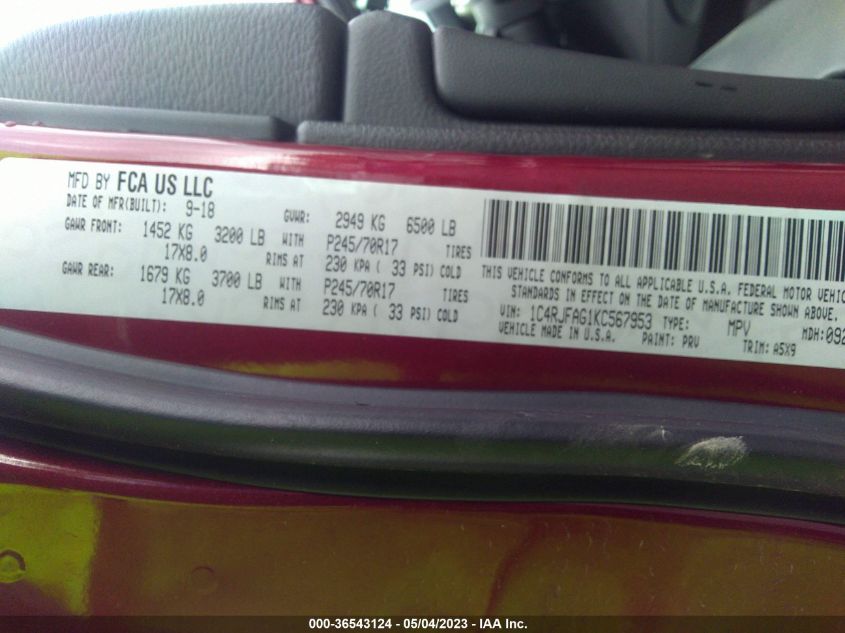 MFD BY FCA US LLC
DATE OF MFR(BUILT): 9-18 GVWR: 2949 KG 6500 LB
GAWR FRONT: 1452 KG 3200 LB WITH P245/70R17 TIRES
17X8.0 RIMS AT 230 KPA ( 33 PSI) COLD
GAWR REAR: 1679 KG 3700 LB WITH P245/70R17 TIRES
17X8.0 RIMS AT 230 KPA ( 33 PSI) COLD
THIS VEHICLE CONFORMS TO ALL APPLICABLE U.S.A. FEDERAL MOTOR VEHIC
STANDARDS IN EFFECT ON THE DATE OF MANUFACTURE SHOWN ABOVE.
VIN: 1C4RJFAG1KC567953 TYPE: MPV MDH:092
VEHICLE MADE IN U.S.A. PAINT: PRV TRIM: A5X9
000-36543124 - 05/04/2023 - IAA Inc.